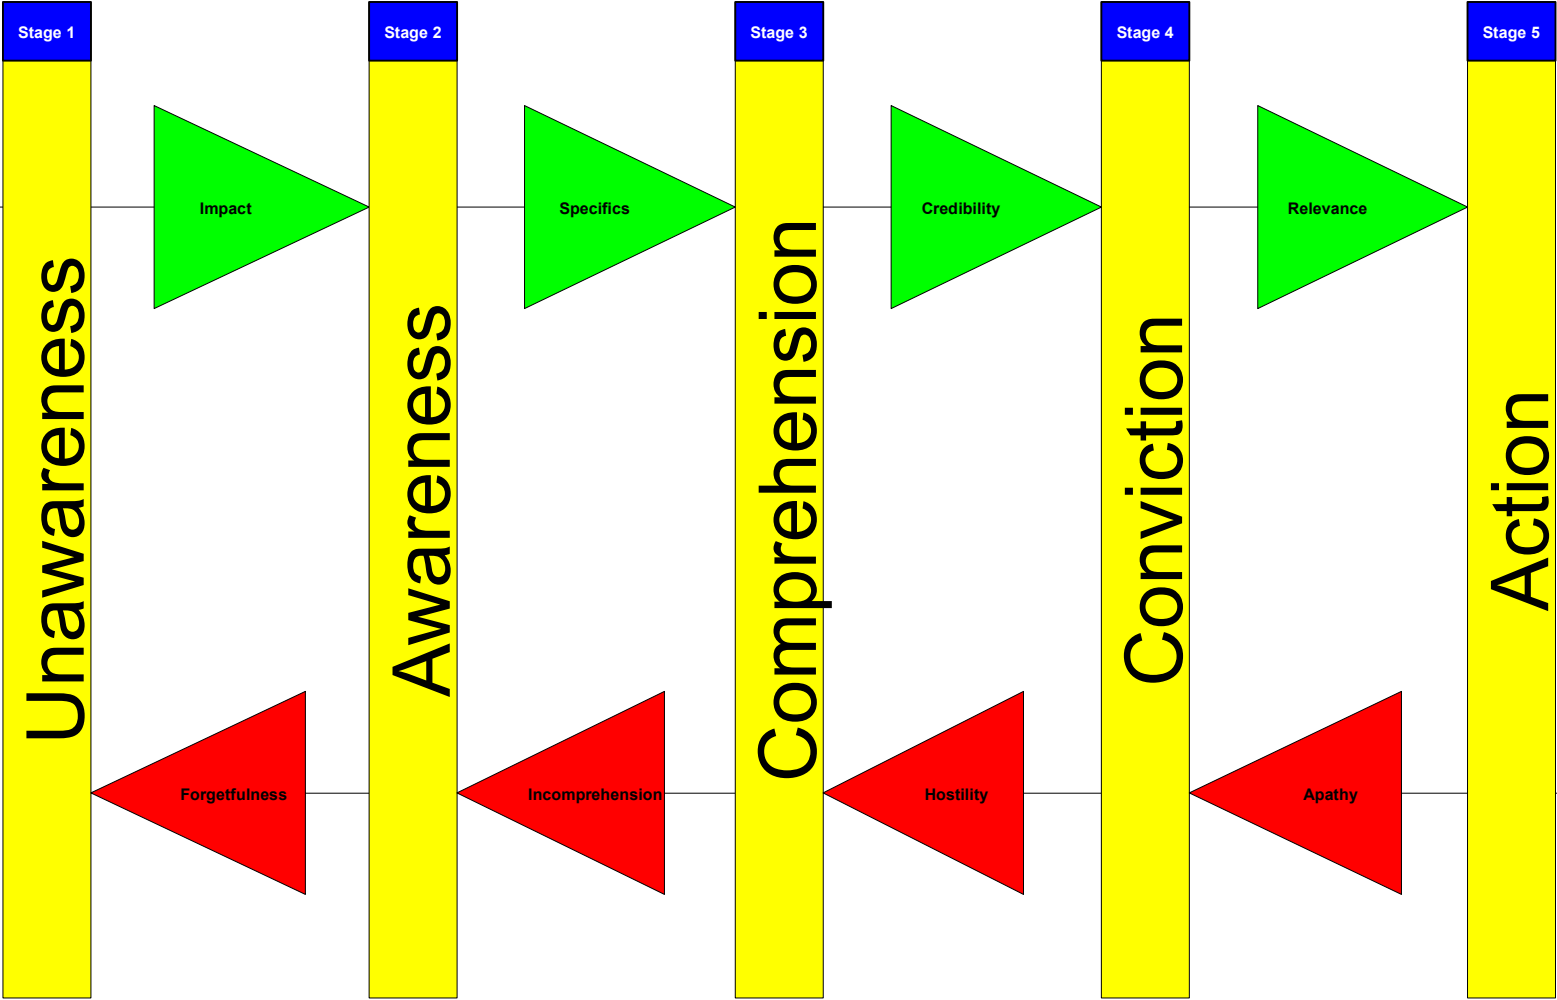 Stage 1
Stage 2
Stage 3
Stage 4
Stage 5
Impact
Specifics
Credibility
Relevance
Unawareness
Awareness
Comprehension
Conviction
Action
Forgetfulness
Incomprehension
Hostility
Apathy